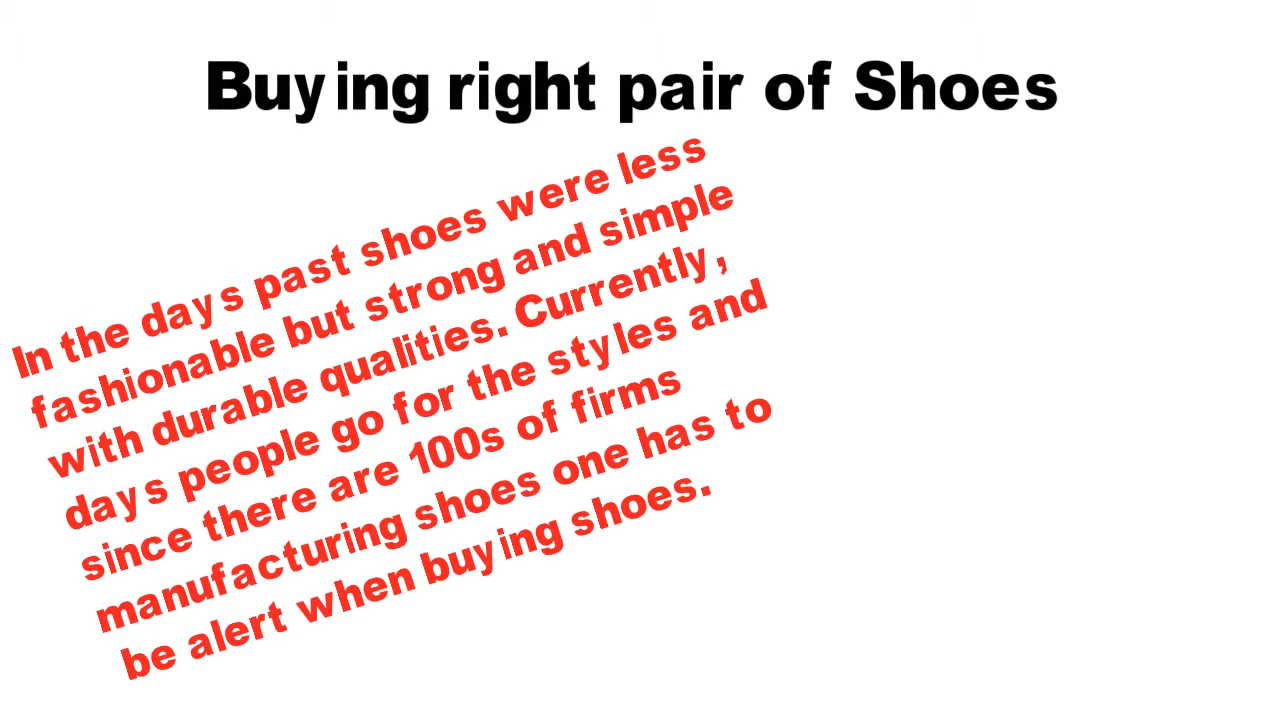 Buying right pair of Shoes
In the days past shoes were less
fashionable but strong and simple
with durable qualities. Currently,
days people go for the styles and
since there are 100s of firms
manufacturing shoes one has to
be alert when buying shoes.